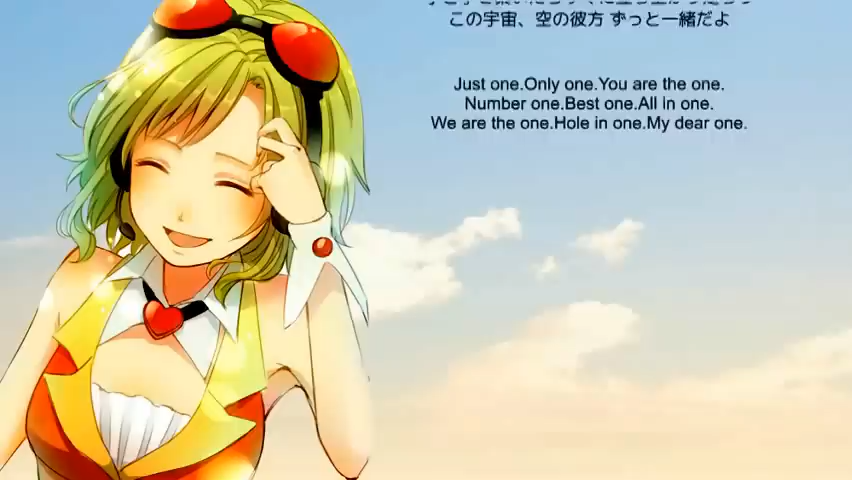 この宇宙、空の彼方 ずっと一緒だよ
Just one.Only one.You are the one.
Number one.Best one.All in one.
We are the one.Hole in one.My dear one.